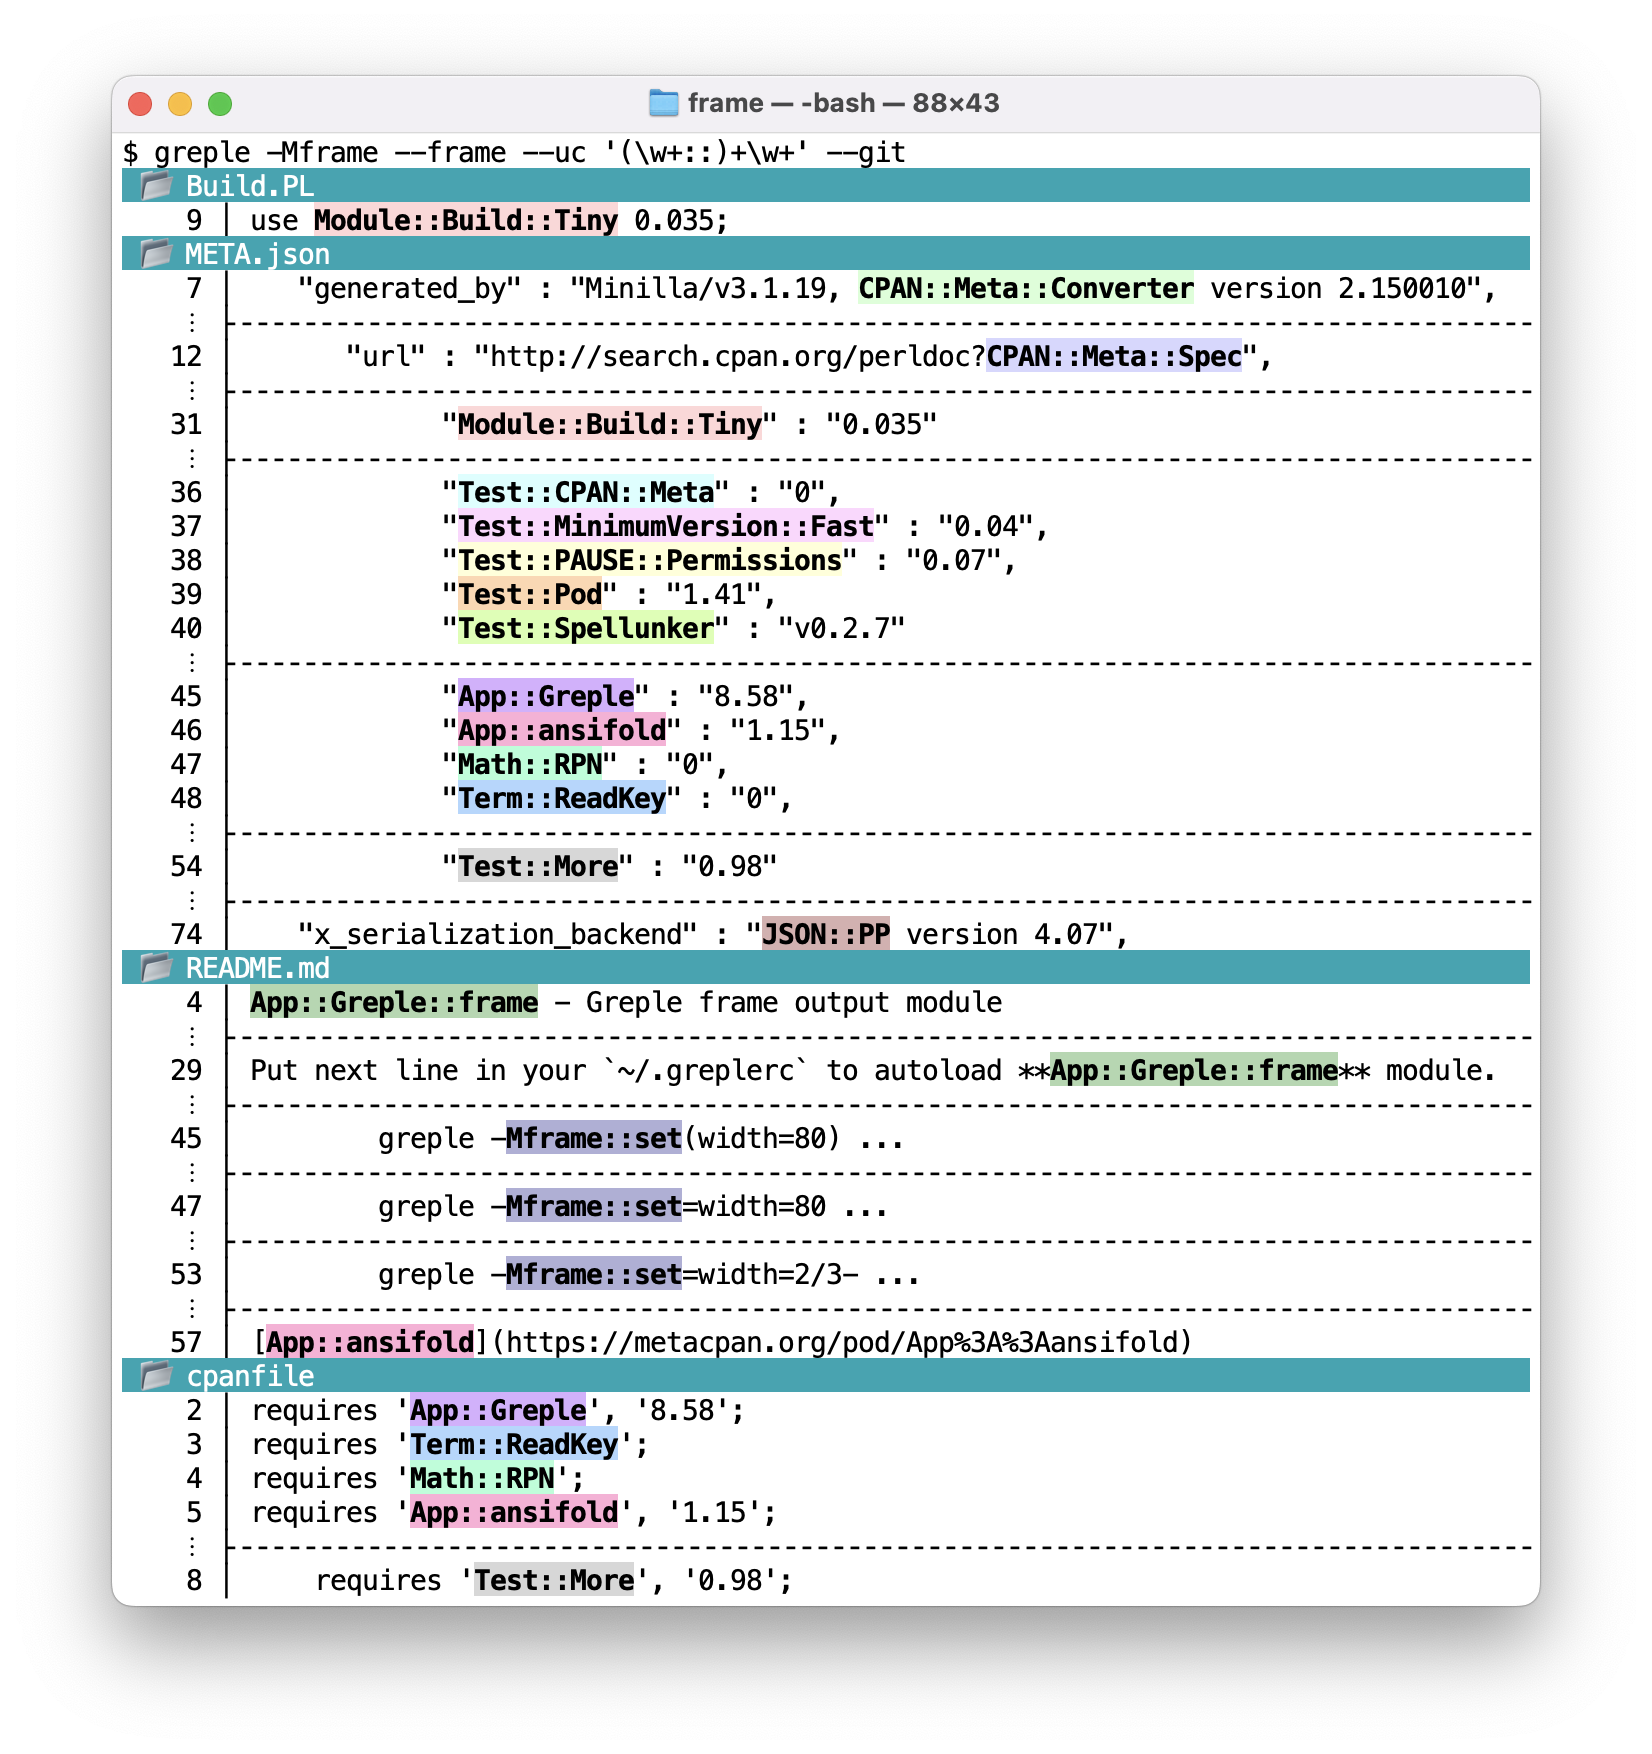 frame — -bash — 88×43
$ greple -Mframe --frame --uc '(\w+::)+\w+' --git
Build.PL
9 │ use Module::Build::Tiny 0.035;
META.json
7 │    "generated_by" : "Minilla/v3.1.19, CPAN::Meta::Converter version 2.150010",
12 │       "url" : "http://search.cpan.org/perldoc?CPAN::Meta::Spec",
31 │             "Module::Build::Tiny" : "0.035"
36 │             "Test::CPAN::Meta" : "0",
37 │             "Test::MinimumVersion::Fast" : "0.04",
38 │             "Test::PAUSE::Permissions" : "0.07",
39 │             "Test::Pod" : "1.41",
40 │             "Test::Spellunker" : "v0.2.7"
45 │             "App::Greple" : "8.58",
46 │             "App::ansifold" : "1.15",
47 │             "Math::RPN" : "0",
48 │             "Term::ReadKey" : "0",
54 │             "Test::More" : "0.98"
74 │    "x_serialization_backend" : "JSON::PP version 4.07",
README.md
4 │ App::Greple::frame - Greple frame output module
29 │ Put next line in your `~/.greplerc` to autoload **App::Greple::frame** module.
45 │         greple -Mframe::set(width=80) ...
47 │         greple -Mframe::set=width=80 ...
53 │         greple -Mframe::set=width=2/3- ...
57 │ [App::ansifold](https://metacpan.org/pod/App%3A%3Aansifold)
cpanfile
2 │ requires 'App::Greple', '8.58';
3 │ requires 'Term::ReadKey';
4 │ requires 'Math::RPN';
5 │ requires 'App::ansifold', '1.15';
8 │     requires 'Test::More', '0.98';